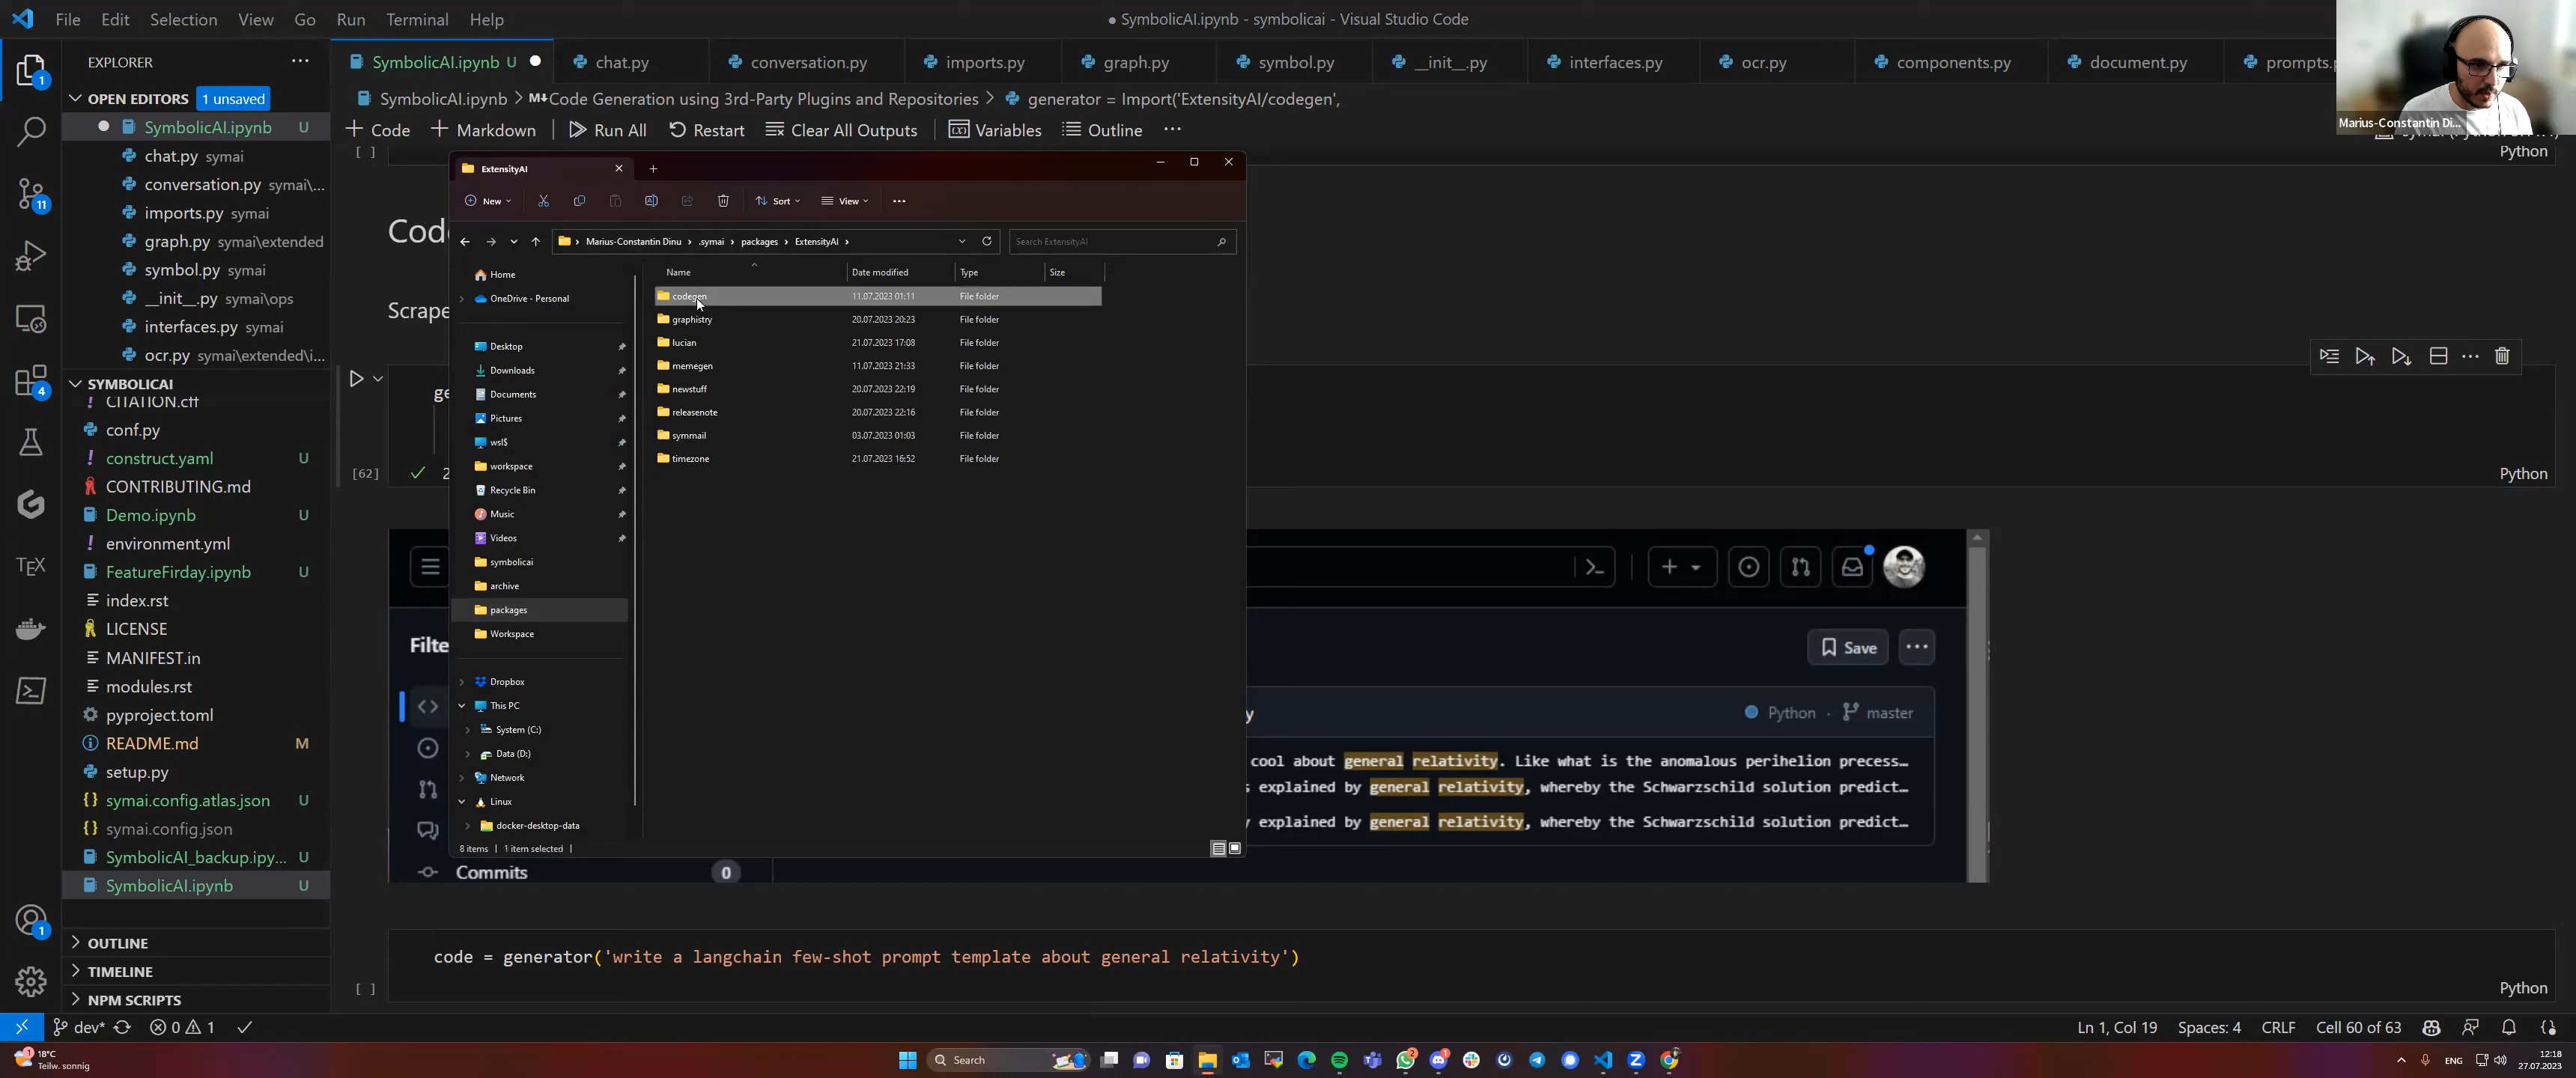 File Edit Selection View Go Run Terminal Help
● SymbolicAI.ipynb - symbolicai - Visual Studio Code
EXPLORER
SymbolicAI.ipynb U
chat.py
conversation.py
imports.py
graph.py
symbol.py
__init__.py
interfaces.py
ocr.py
components.py
document.py
SymbolicAI.ipynb > M↓Code Generation using 3rd-Party Plugins and Repositories > generator = Import('ExtensityAI/codegen',
+ Code + Markdown Run All Restart Clear All Outputs Variables Outline ...
Marius-Constantin Di...
1
OPEN EDITORS 1 unsaved
SymbolicAI.ipynb U
chat.py symai
conversation.py symai\...
imports.py symai
graph.py symai\extended
symbol.py symai
__init__.py symai\ops
interfaces.py symai
ocr.py symai\extended\i...
SYMBOLICAI
CITATION.cff
conf.py
construct.yaml U
CONTRIBUTING.md
Demo.ipynb U
environment.yml
FeatureFirday.ipynb U
index.rst
LICENSE
MANIFEST.in
modules.rst
pyproject.toml
README.md M
setup.py
symai.config.atlas.json U
symai.config.json
SymbolicAI_backup.ipy... U
SymbolicAI.ipynb U
OUTLINE
TIMELINE
NPM SCRIPTS
11
4
TEX
1
[ ]
Python
Scrape
[62]
Python
ExtensityAI
New
Sort
View
Marius-Constantin Dinu > .symai > packages > ExtensityAI >
Search ExtensityAI
Home
OneDrive - Personal
Desktop
Downloads
Documents
Pictures
wsl$
workspace
Recycle Bin
Music
Videos
symbolicai
archive
packages
Workspace
Dropbox
This PC
System (C:)
Data (D:)
Network
Linux
docker-desktop-data
Name Date modified Type Size
codegen 11.07.2023 01:11 File folder
graphistry 20.07.2023 20:23 File folder
lucian 21.07.2023 17:08 File folder
memegen 11.07.2023 21:33 File folder
newstuff 20.07.2023 22:19 File folder
releasenote 20.07.2023 22:16 File folder
symmail 03.07.2023 01:03 File folder
timezone 21.07.2023 16:52 File folder
8 items 1 item selected
Save
Python · master
cool about general relativity. Like what is the anomalous perihelion precess...
explained by general relativity, whereby the Schwarzschild solution predict...
explained by general relativity, whereby the Schwarzschild solution predict...
Commits 0
code = generator('write a langchain few-shot prompt template about general relativity')
[ ]
Python
dev* 0 1
Ln 1, Col 19 Spaces: 4 CRLF Cell 60 of 63
18°C
Teilw. sonnig
Search
ENG
12:18
27.07.2023